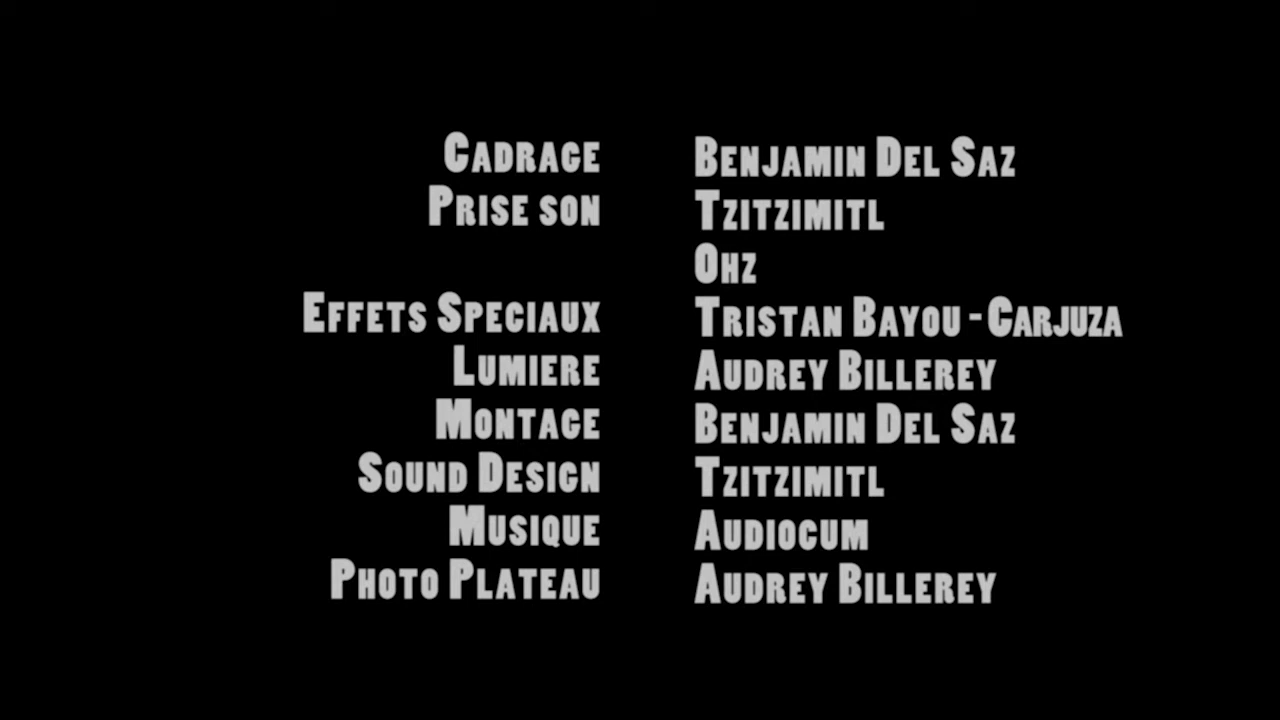 Cadrage Benjamin Del Saz
Prise son Tzitzimitl
Ohz
Effets Speciaux Tristan Bayou - Carjuza
Lumiere Audrey Billerey
Montage Benjamin Del Saz
Sound Design Tzitzimitl
Musique Audiocum
Photo Plateau Audrey Billerey